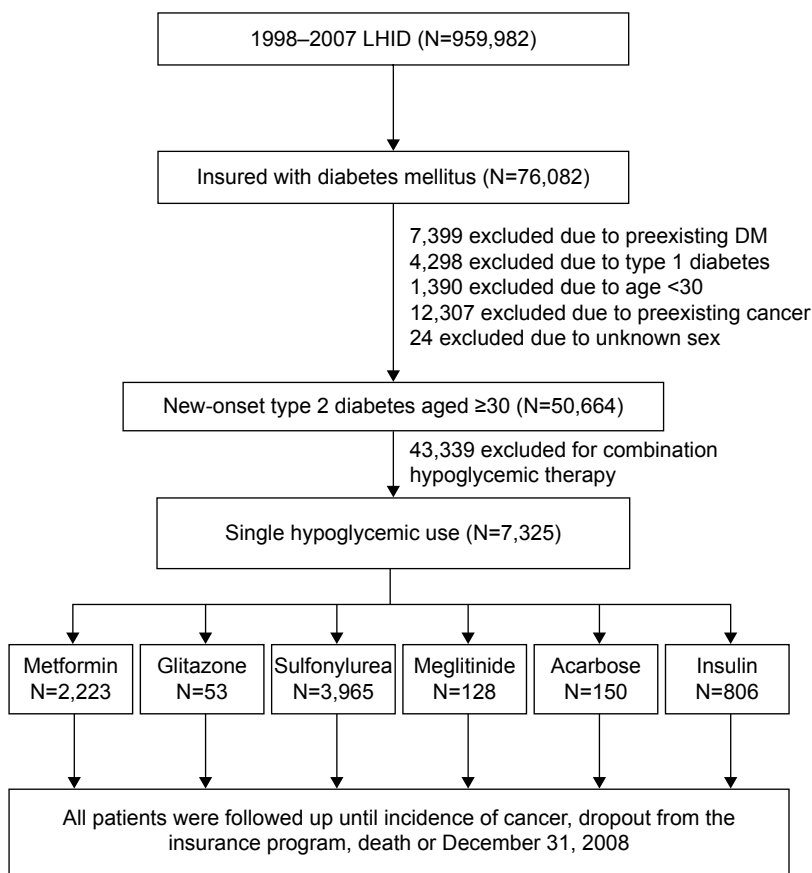 1998–2007 LHID (N=959,982)
Insured with diabetes mellitus (N=76,082)
7,399 excluded due to preexisting DM
4,298 excluded due to type 1 diabetes
1,390 excluded due to age <30
12,307 excluded due to preexisting cancer
24 excluded due to unknown sex
New-onset type 2 diabetes aged ≥30 (N=50,664)
43,339 excluded for combination
hypoglycemic therapy
Single hypoglycemic use (N=7,325)
Metformin
N=2,223
Glitazone
N=53
Sulfonylurea
N=3,965
Meglitinide
N=128
Acarbose
N=150
Insulin
N=806
All patients were followed up until incidence of cancer, dropout from the
insurance program, death or December 31, 2008